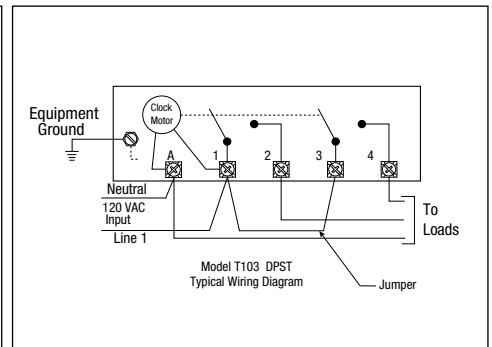 Equipment
Ground
Clock
Motor
A 1 2 3 4
Neutral
120 VAC
Input
Line 1
To
Loads
Model T103 DPST
Typical Wiring Diagram
Jumper